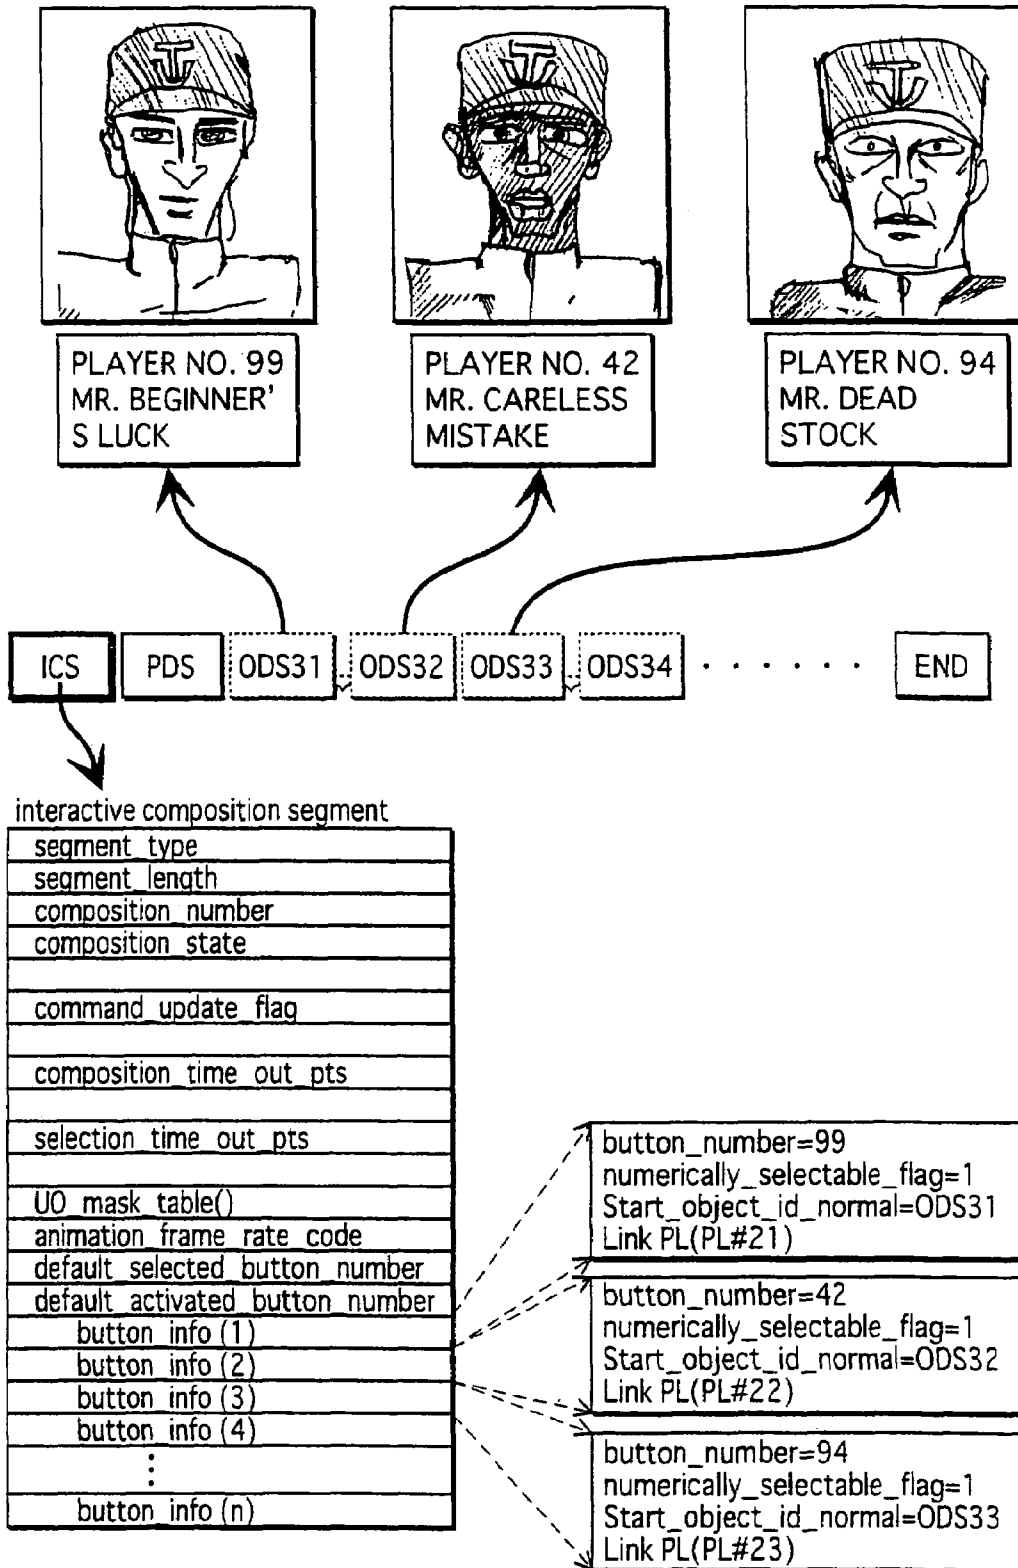 PLAYER NO. 99
MR. BEGINNER'
S LUCK
PLAYER NO. 42
MR. CARELESS
MISTAKE
PLAYER NO. 94
MR. DEAD
STOCK
ICS
PDS
ODS31
ODS32
ODS33
ODS34
· · · · · · ·
END
interactive composition segment
segment_type
segment_length
composition_number
composition_state
command_update_flag
composition_time_out_pts
selection_time_out_pts
UO_mask_table()
animation_frame_rate_code
default_selected_button_number
default_activated_button_number
button_info (1)
button_info (2)
button_info (3)
button_info (4)
⋮
button_info (n)
button_number=99
numerically_selectable_flag=1
Start_object_id_normal=ODS31
Link PL(PL#21)
button_number=42
numerically_selectable_flag=1
Start_object_id_normal=ODS32
Link PL(PL#22)
button_number=94
numerically_selectable_flag=1
Start_object_id_normal=ODS33
Link PL(PL#23)